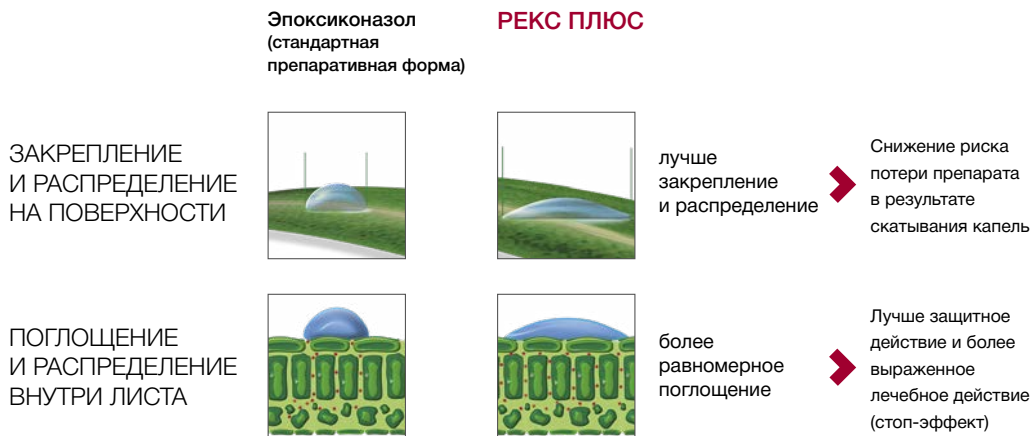 Эпоксиконазол
(стандартная
препаративная форма)
РЕКС ПЛЮС
ЗАКРЕПЛЕНИЕ
И РАСПРЕДЕЛЕНИЕ
НА ПОВЕРХНОСТИ
лучше
закрепление
и распределение
Снижение риска
потери препарата
в результате
скатывания капель
ПОГЛОЩЕНИЕ
И РАСПРЕДЕЛЕНИЕ
ВНУТРИ ЛИСТА
более
равномерное
поглощение
Лучше защитное
действие и более
выраженное
лечебное действие
(стоп-эффект)